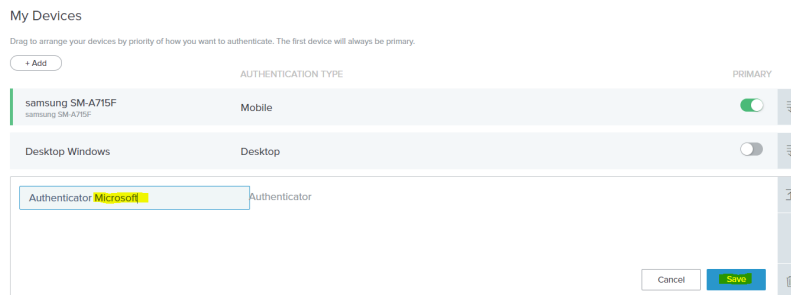 My Devices
Drag to arrange your devices by priority of how you want to authenticate. The first device will always be primary.
+ Add
AUTHENTICATION TYPE PRIMARY
samsung SM-A715F Mobile
samsung SM-A715F
Desktop Windows Desktop
Authenticator Microsoft Authenticator
Cancel Save